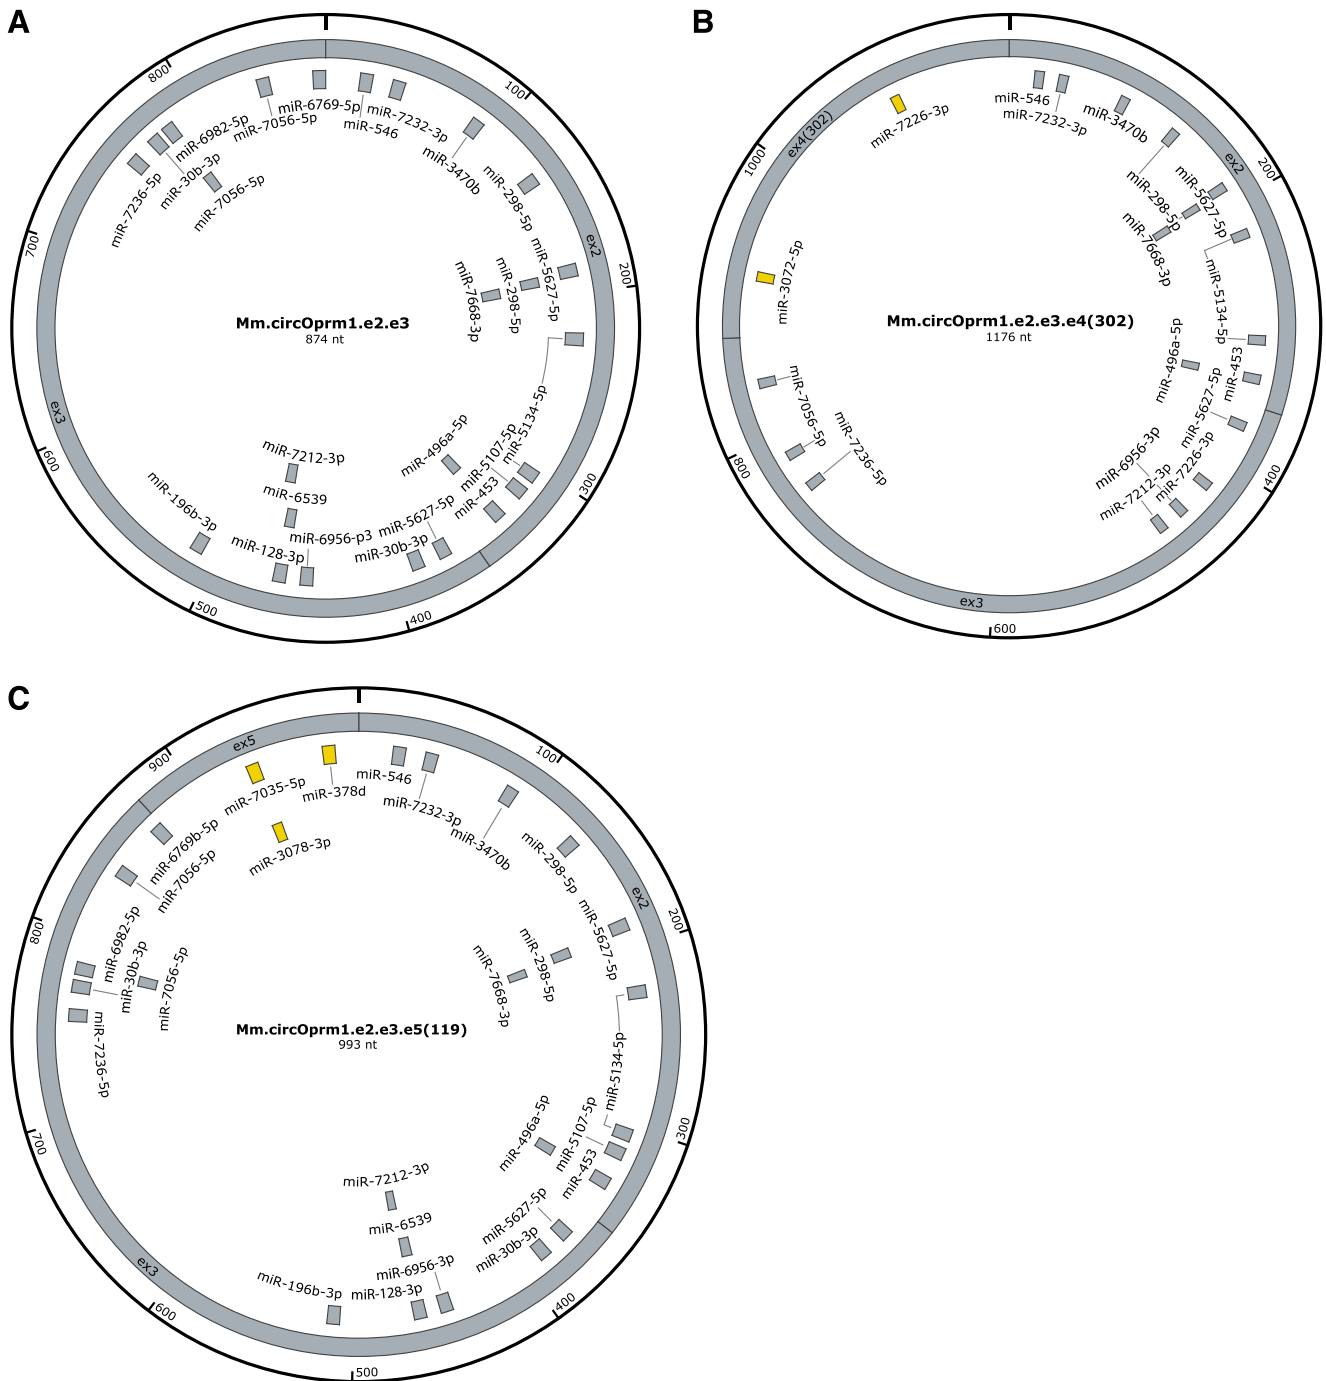 A
800
100
miR-6769-5p
miR-7056-5p
miR-546
miR-7232-3p
miR-6982-5p
miR-3470b
miR-30b-3p
miR-7236-5p
miR-7056-5p
miR-298-5p
700
ex2
200
miR-5627-5p
miR-298-5p
miR-7668-3p
Mm.circOprm1.e2.e3
874 nt
ex3
600
miR-5134-5p
miR-5107-5p
miR-496a-5p
miR-453
300
miR-7212-3p
miR-6539
miR-196b-3p
miR-5627-5p
miR-6956-p3
miR-128-3p
miR-30b-3p
500
400
B
ex4(302)
1000
miR-7226-3p
miR-546
miR-7232-3p
miR-3470b
ex2
200
miR-298-5p
miR-5627-5p
miR-7668-3p
miR-3072-5p
miR-5134-5p
Mm.circOprm1.e2.e3.e4(302)
1176 nt
miR-496a-5p
miR-453
miR-7056-5p
miR-7236-5p
miR-5627-5p
miR-6956-3p
miR-7226-3p
miR-7212-3p
800
400
ex3
600
C
ex5
900
100
miR-7035-5p
miR-378d
miR-546
miR-7232-3p
miR-3470b
miR-6769b-5p
miR-3078-3p
miR-7056-5p
miR-298-5p
ex2
200
800
miR-6982-5p
miR-30b-3p
miR-7056-5p
miR-5627-5p
miR-298-5p
miR-7668-3p
Mm.circOprm1.e2.e3.e5(119)
993 nt
miR-7236-5p
miR-5134-5p
700
300
miR-496a-5p
miR-5107-5p
miR-453
miR-7212-3p
miR-6539
miR-5627-5p
miR-30b-3p
ex3
miR-6956-3p
miR-196b-3p
miR-128-3p
600
400
500